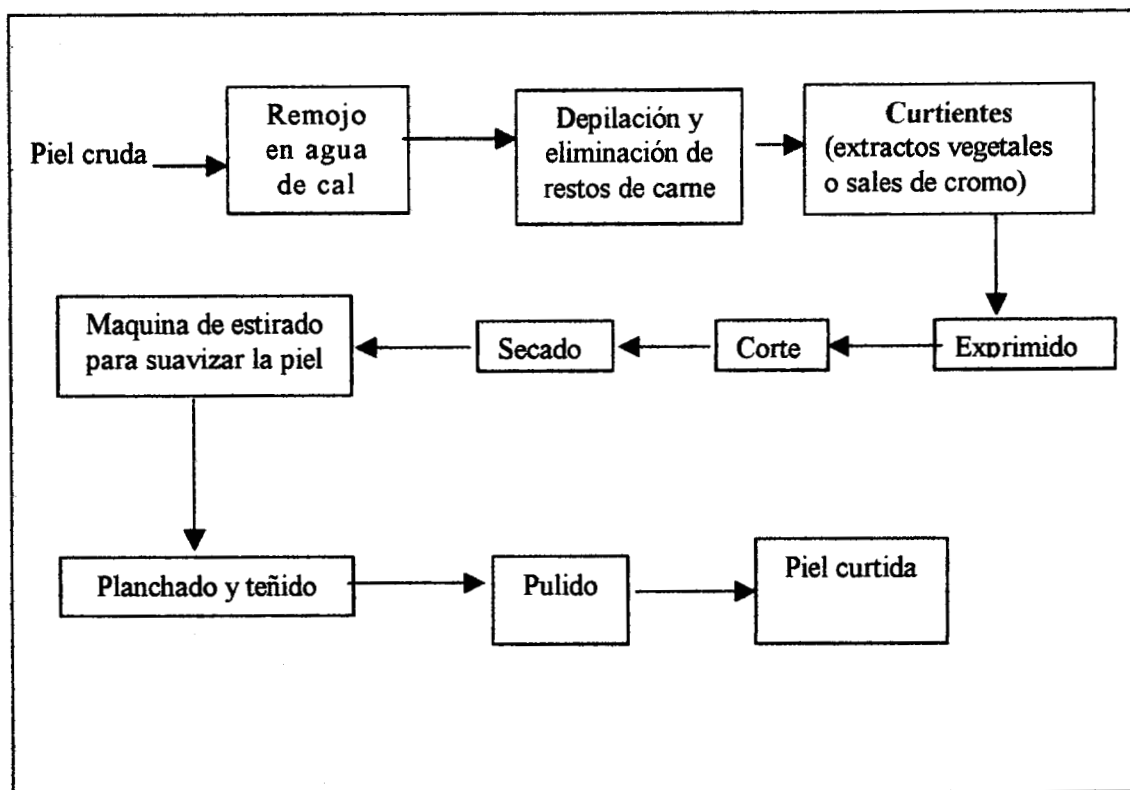 Piel cruda
Remojo
en agua
de cal
Depilación y
eliminación de
restos de carne
Curtientes
(extractos vegetales
o sales de cromo)
Exprimido
Corte
Secado
Maquina de estirado
para suavizar la piel
Planchado y teñido
Pulido
Piel curtida